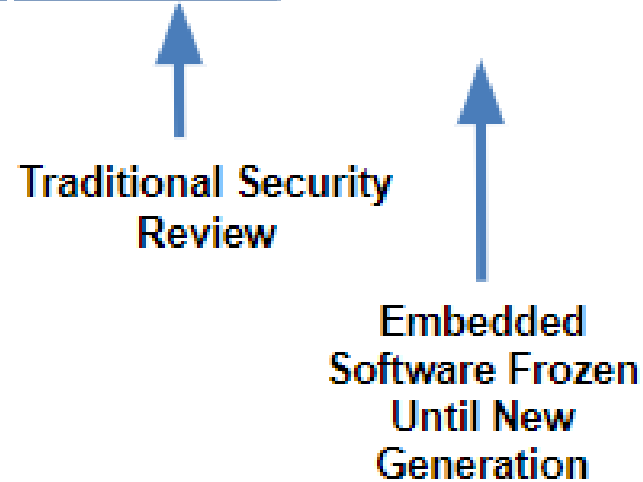 Traditional Security
Review
Embedded
Software Frozen
Until New
Generation